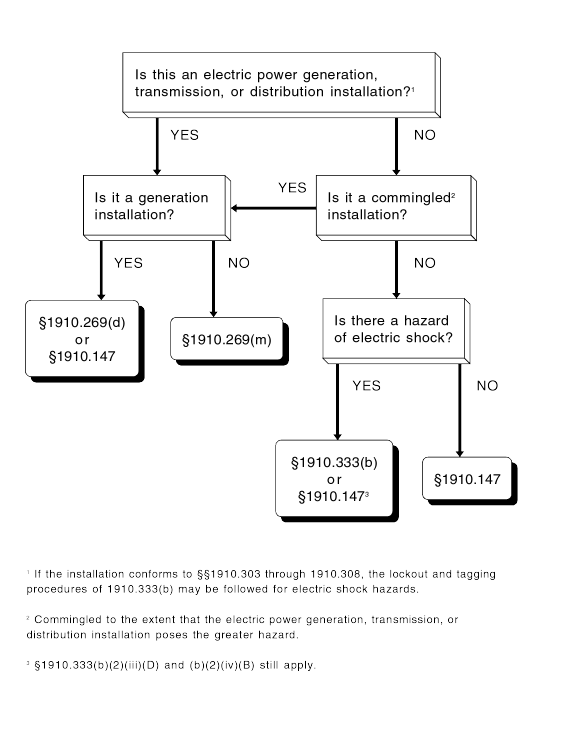 Is this an electric power generation,
transmission, or distribution installation?¹
YES
NO
Is it a generation
installation?
YES
Is it a commingled²
installation?
YES
NO
NO
§1910.269(d)
or
§1910.147
§1910.269(m)
Is there a hazard
of electric shock?
YES
NO
§1910.333(b)
or
§1910.147³
§1910.147
¹ If the installation conforms to §§1910.303 through 1910.308, the lockout and tagging
procedures of 1910.333(b) may be followed for electric shock hazards.
² Commingled to the extent that the electric power generation, transmission, or
distribution installation poses the greater hazard.
³ §1910.333(b)(2)(iii)(D) and (b)(2)(iv)(B) still apply.